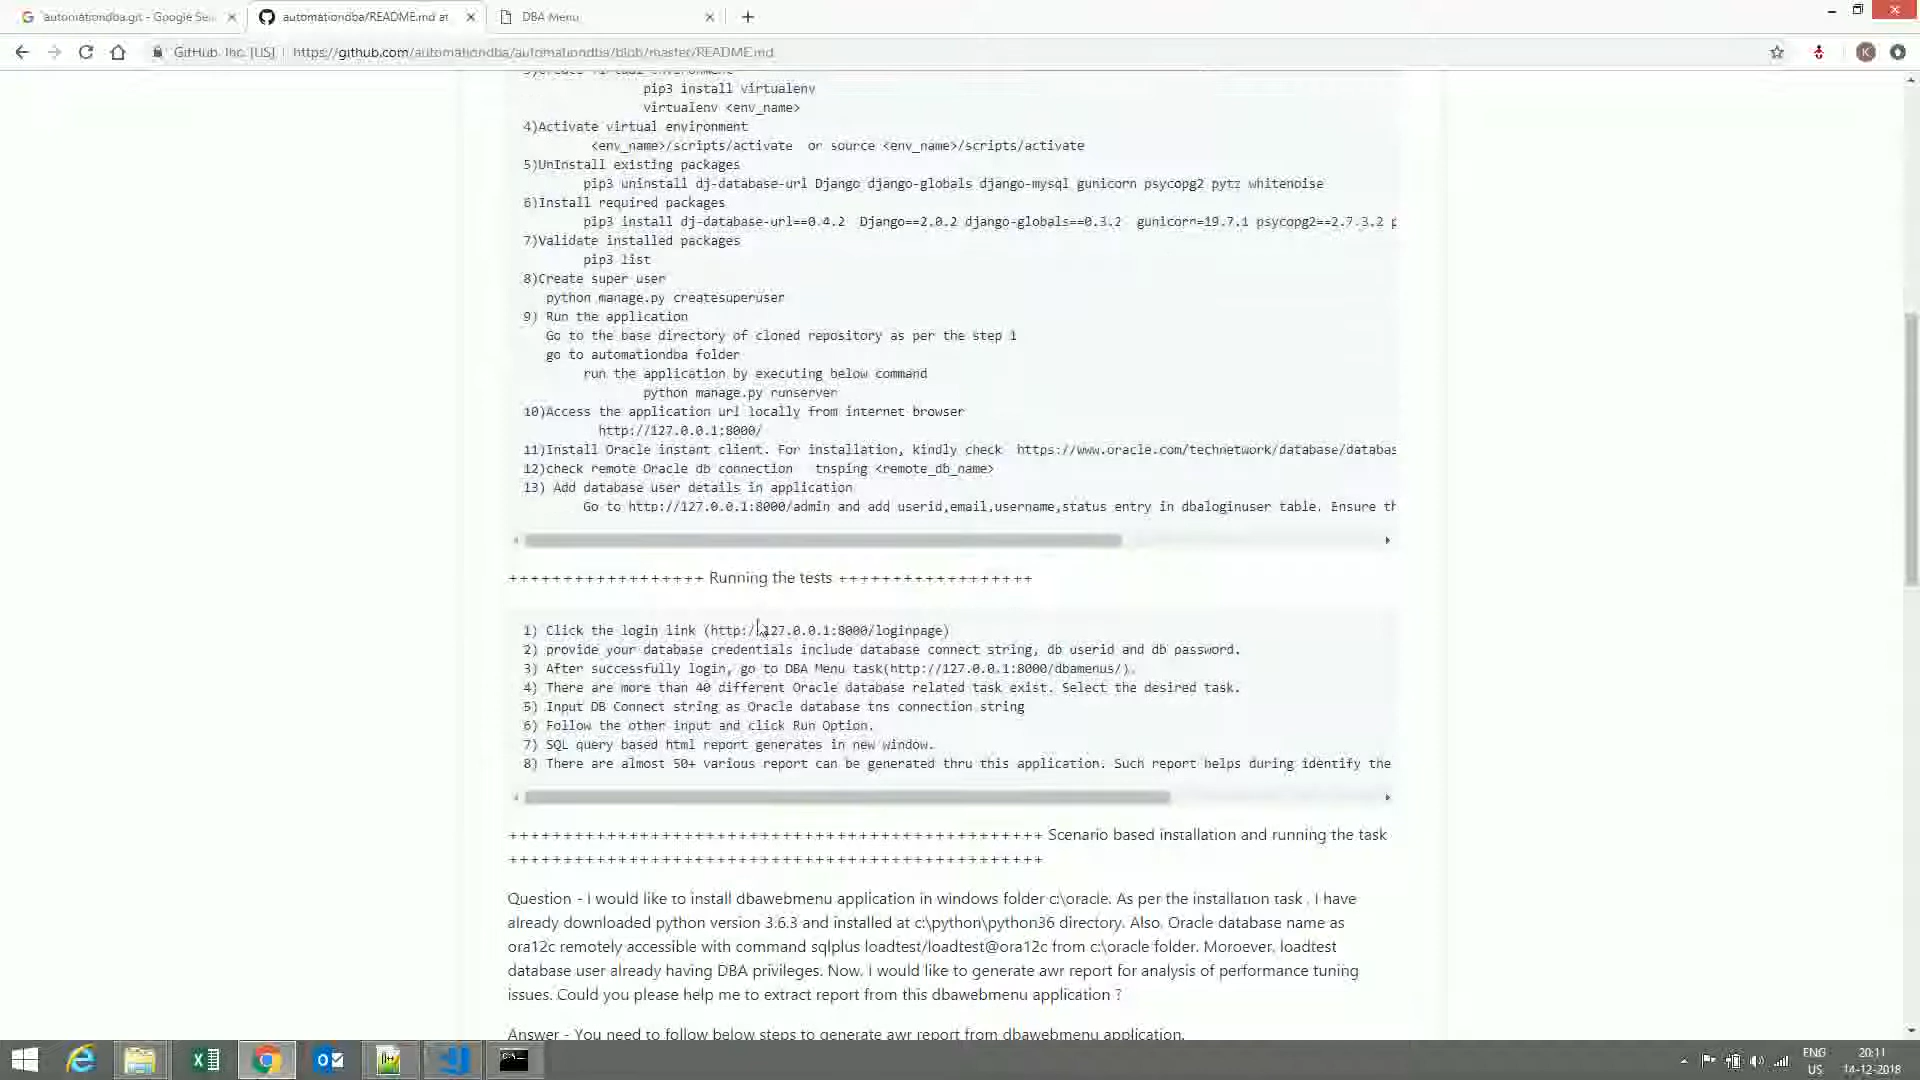 automationdba.git - Google Se...
automationdba/README.md at
DBA Menu
GitHub, Inc. [US] | https://github.com/automationdba/automationdba/blob/master/README.md
K
3)Create virtual environment
pip3 install virtualenv
virtualenv <env_name>
4)Activate virtual environment
<env_name>/scripts/activate  or source <env_name>/scripts/activate
5)UnInstall existing packages
pip3 uninstall dj-database-url Django django-globals django-mysql gunicorn psycopg2 pytz whitenoise
6)Install required packages
pip3 install dj-database-url==0.4.2  Django==2.0.2 django-globals==0.3.2  gunicorn=19.7.1 psycopg2==2.7.3.2 p
7)Validate installed packages
pip3 list
8)Create super user
python manage.py createsuperuser
9) Run the application
Go to the base directory of cloned repository as per the step 1
go to automationdba folder
run the application by executing below command
python manage.py runserver
10)Access the application url locally from internet browser
http://127.0.0.1:8000/
11)Install Oracle instant client. For installation, kindly check  https://www.oracle.com/technetwork/database/databas
12)check remote Oracle db connection   tnsping <remote_db_name>
13) Add database user details in application
Go to http://127.0.0.1:8000/admin and add userid,email,username,status entry in dbaloginuser table. Ensure th
++++++++++++++++++ Running the tests ++++++++++++++++++
1) Click the login link (http://127.0.0.1:8000/loginpage)
2) provide your database credentials include database connect string, db userid and db password.
3) After successfully login, go to DBA Menu task(http://127.0.0.1:8000/dbamenus/).
4) There are more than 40 different Oracle database related task exist. Select the desired task.
5) Input DB Connect string as Oracle database tns connection string
6) Follow the other input and click Run Option.
7) SQL query based html report generates in new window.
8) There are almost 50+ various report can be generated thru this application. Such report helps during identify the
+++++++++++++++++++++++++++++++++++++++++++++++++ Scenario based installation and running the task
+++++++++++++++++++++++++++++++++++++++++++++++++
Question - I would like to install dbawebmenu application in windows folder c:\oracle. As per the installation task , I have
already downloaded python version 3.6.3 and installed at c:\python\python36 directory. Also, Oracle database name as
ora12c remotely accessible with command sqlplus loadtest/loadtest@ora12c from c:\oracle folder. Moroever, loadtest
database user already having DBA privileges. Now, I would like to generate awr report for analysis of performance tuning
issues. Could you please help me to extract report from this dbawebmenu application ?
Answer - You need to follow below steps to generate awr report from dbawebmenu application.
ENG
US
20:11
14-12-2018